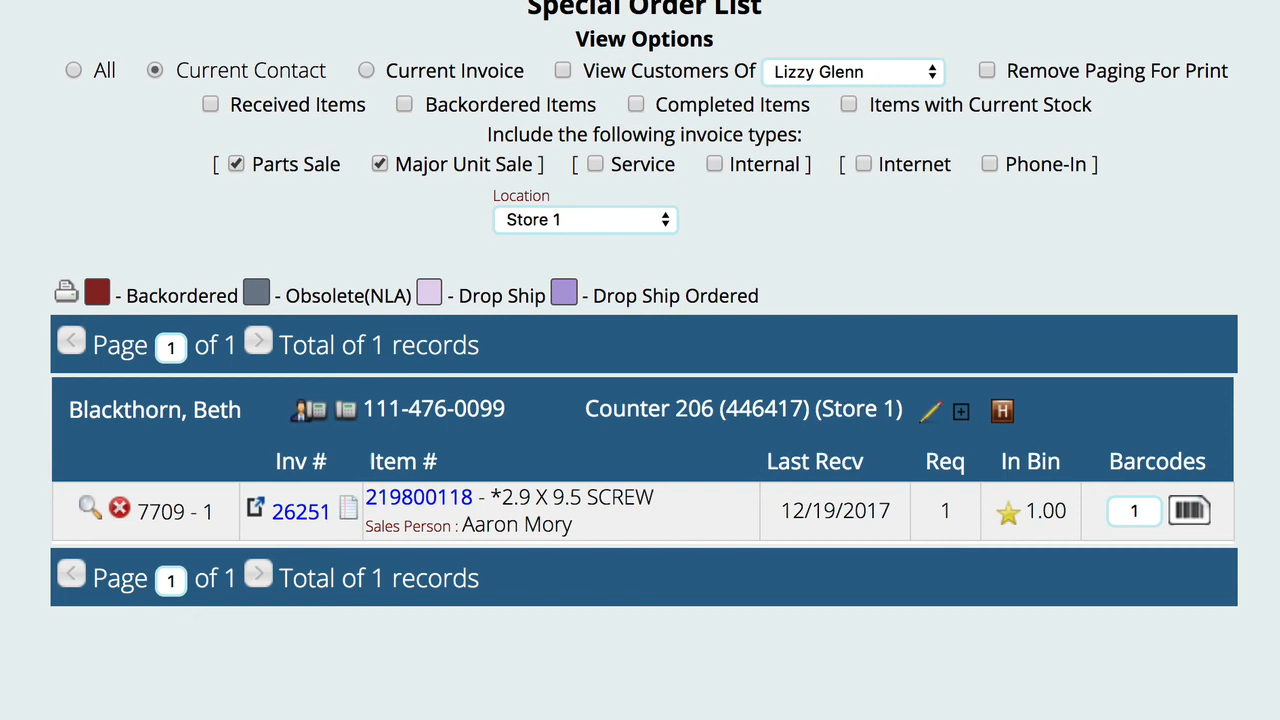 Special Order List
View Options
All Current Contact Current Invoice View Customers Of Lizzy Glenn Remove Paging For Print
Received Items Backordered Items Completed Items Items with Current Stock
Include the following invoice types:
[ Parts Sale Major Unit Sale ] [ Service Internal ] [ Internet Phone-In ]
Location
Store 1
- Backordered - Obsolete(NLA) - Drop Ship - Drop Ship Ordered
< Page 1 of 1 > Total of 1 records
Blackthorn, Beth 111-476-0099 Counter 206 (446417) (Store 1) H
Inv # Item # Last Recv Req In Bin Barcodes
7709 - 1 26251 219800118 - *2.9 X 9.5 SCREW 12/19/2017 1 1.00 1
Sales Person : Aaron Mory
< Page 1 of 1 > Total of 1 records